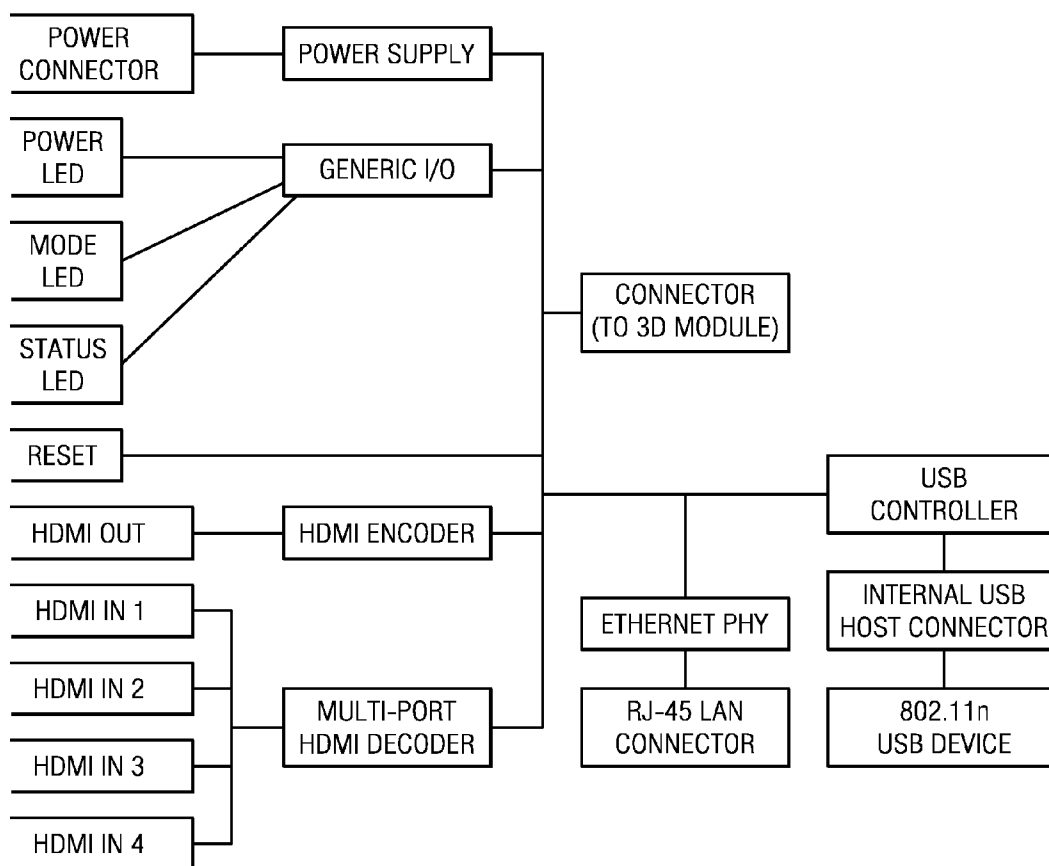 POWER
CONNECTOR
POWER SUPPLY
POWER
LED
GENERIC I/O
MODE
LED
CONNECTOR
(TO 3D MODULE)
STATUS
LED
RESET
USB
CONTROLLER
HDMI OUT
HDMI ENCODER
HDMI IN 1
ETHERNET PHY
INTERNAL USB
HOST CONNECTOR
HDMI IN 2
MULTI-PORT
HDMI DECODER
RJ-45 LAN
CONNECTOR
802.11n
USB DEVICE
HDMI IN 3
HDMI IN 4